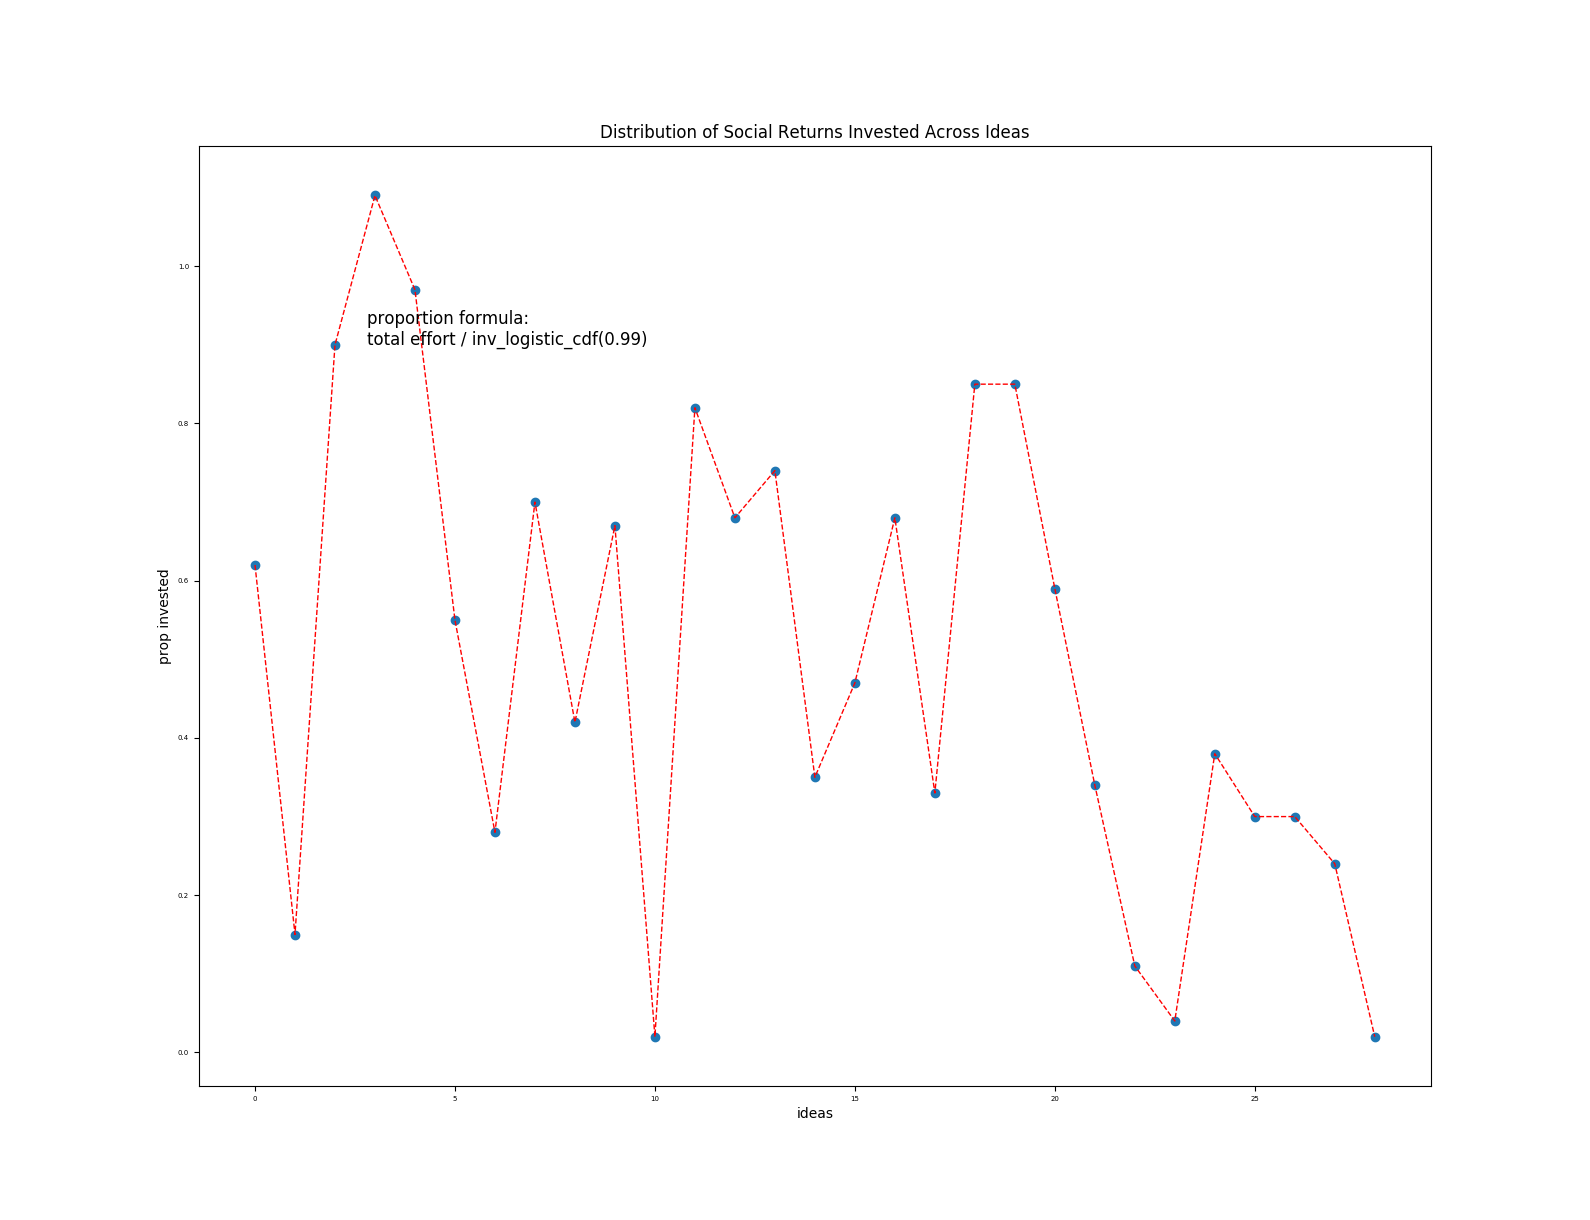 Distribution of Social Returns Invested Across Ideas
proportion formula:
total effort / inv_logistic_cdf(0.99)
prop invested
1.0
0.8
0.6
0.4
0.2
0.0
0
5
10
15
20
25
ideas